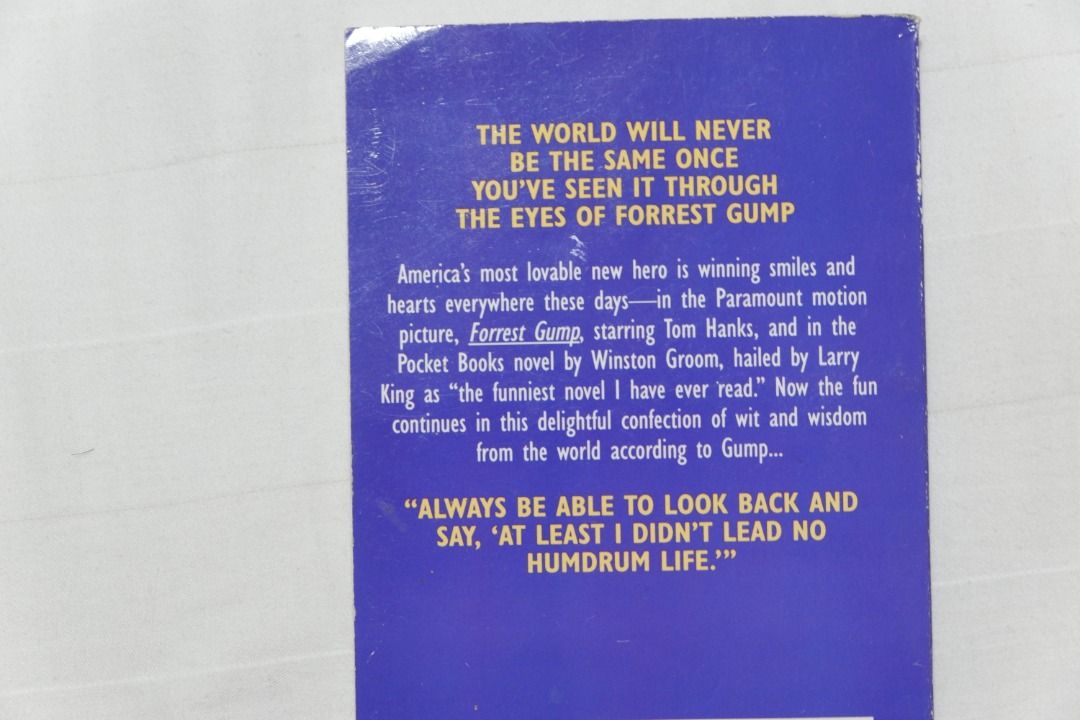 THE WORLD WILL NEVER
BE THE SAME ONCE
YOU'VE SEEN IT THROUGH
THE EYES OF FORREST GUMP
America's most lovable new hero is winning smiles and
hearts everywhere these days—in the Paramount motion
picture, Forrest Gump, starring Tom Hanks, and in the
Pocket Books novel by Winston Groom, hailed by Larry
King as "the funniest novel I have ever read." Now the fun
continues in this delightful confection of wit and wisdom
from the world according to Gump...
"ALWAYS BE ABLE TO LOOK BACK AND
SAY, 'AT LEAST I DIDN'T LEAD NO
HUMDRUM LIFE.'"